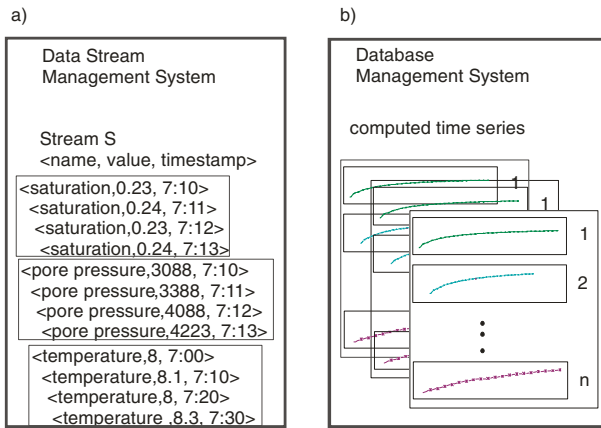 a)
Data Stream
Management System
Stream S
<name, value, timestamp>
<saturation,0.23, 7:10>
<saturation,0.24, 7:11>
<saturation,0.23, 7:12>
<saturation,0.24, 7:13>
<pore pressure,3088, 7:10>
<pore pressure,3388, 7:11>
<pore pressure,4088, 7:12>
<pore pressure,4223, 7:13>
<temperature,8, 7:00>
<temperature,8.1, 7:10>
<temperature,8, 7:20>
<temperature ,8.3, 7:30>
b)
Database
Management System
computed time series
1
1
1
2
n